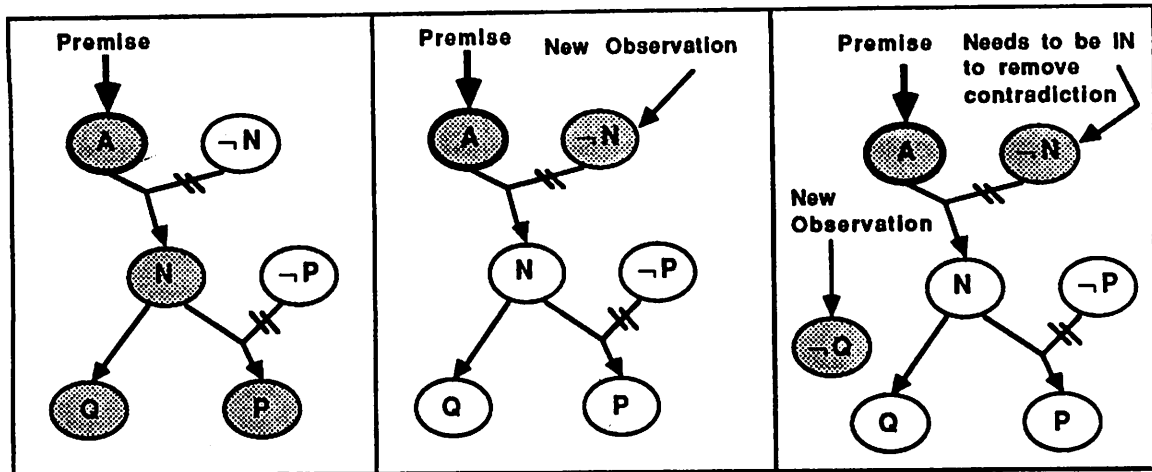 Premise
A
¬N
N
¬P
Q
P
Premise
New Observation
A
¬N
N
¬P
Q
P
Premise
Needs to be IN
to remove
contradiction
A
¬N
New
Observation
N
¬P
¬Q
Q
P